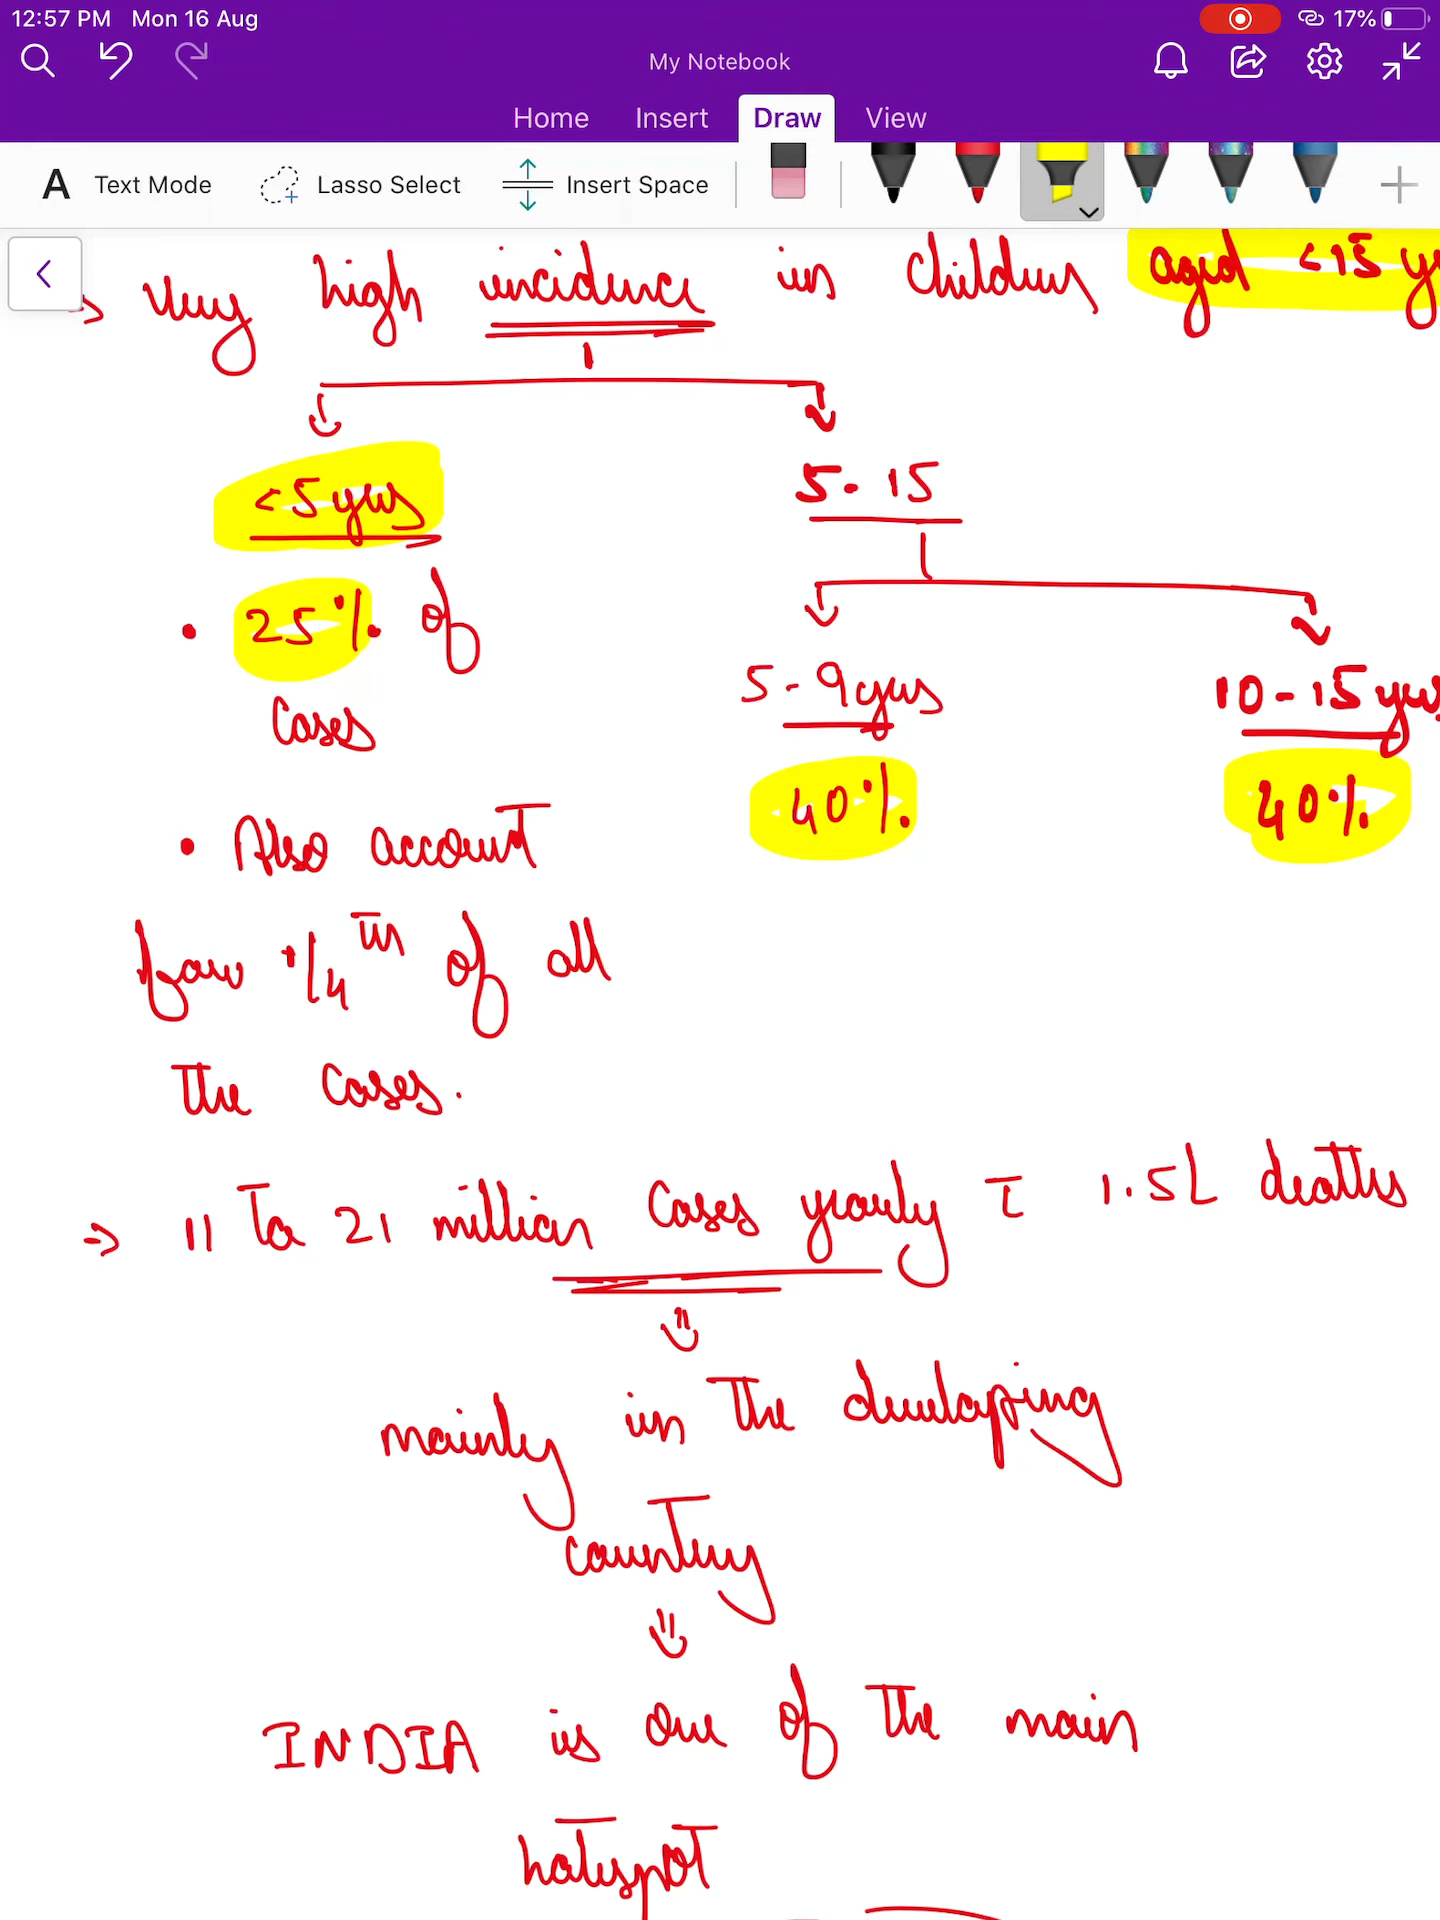 12:57 PM Mon 16 Aug 17%
My Notebook
Home Insert Draw View
A Text Mode Lasso Select Insert Space
→ Very high incidence in children aged <15 y
<5 yrs 5-15
• 25% of cases
5-9 yrs 10-15 yrs
40% 40%
• Also account
for 1/4th of all
the cases.
→ 11 To 21 million cases yearly c̄ 1.5L deaths
mainly in the developing
country
INDIA is one of the main
hotspot